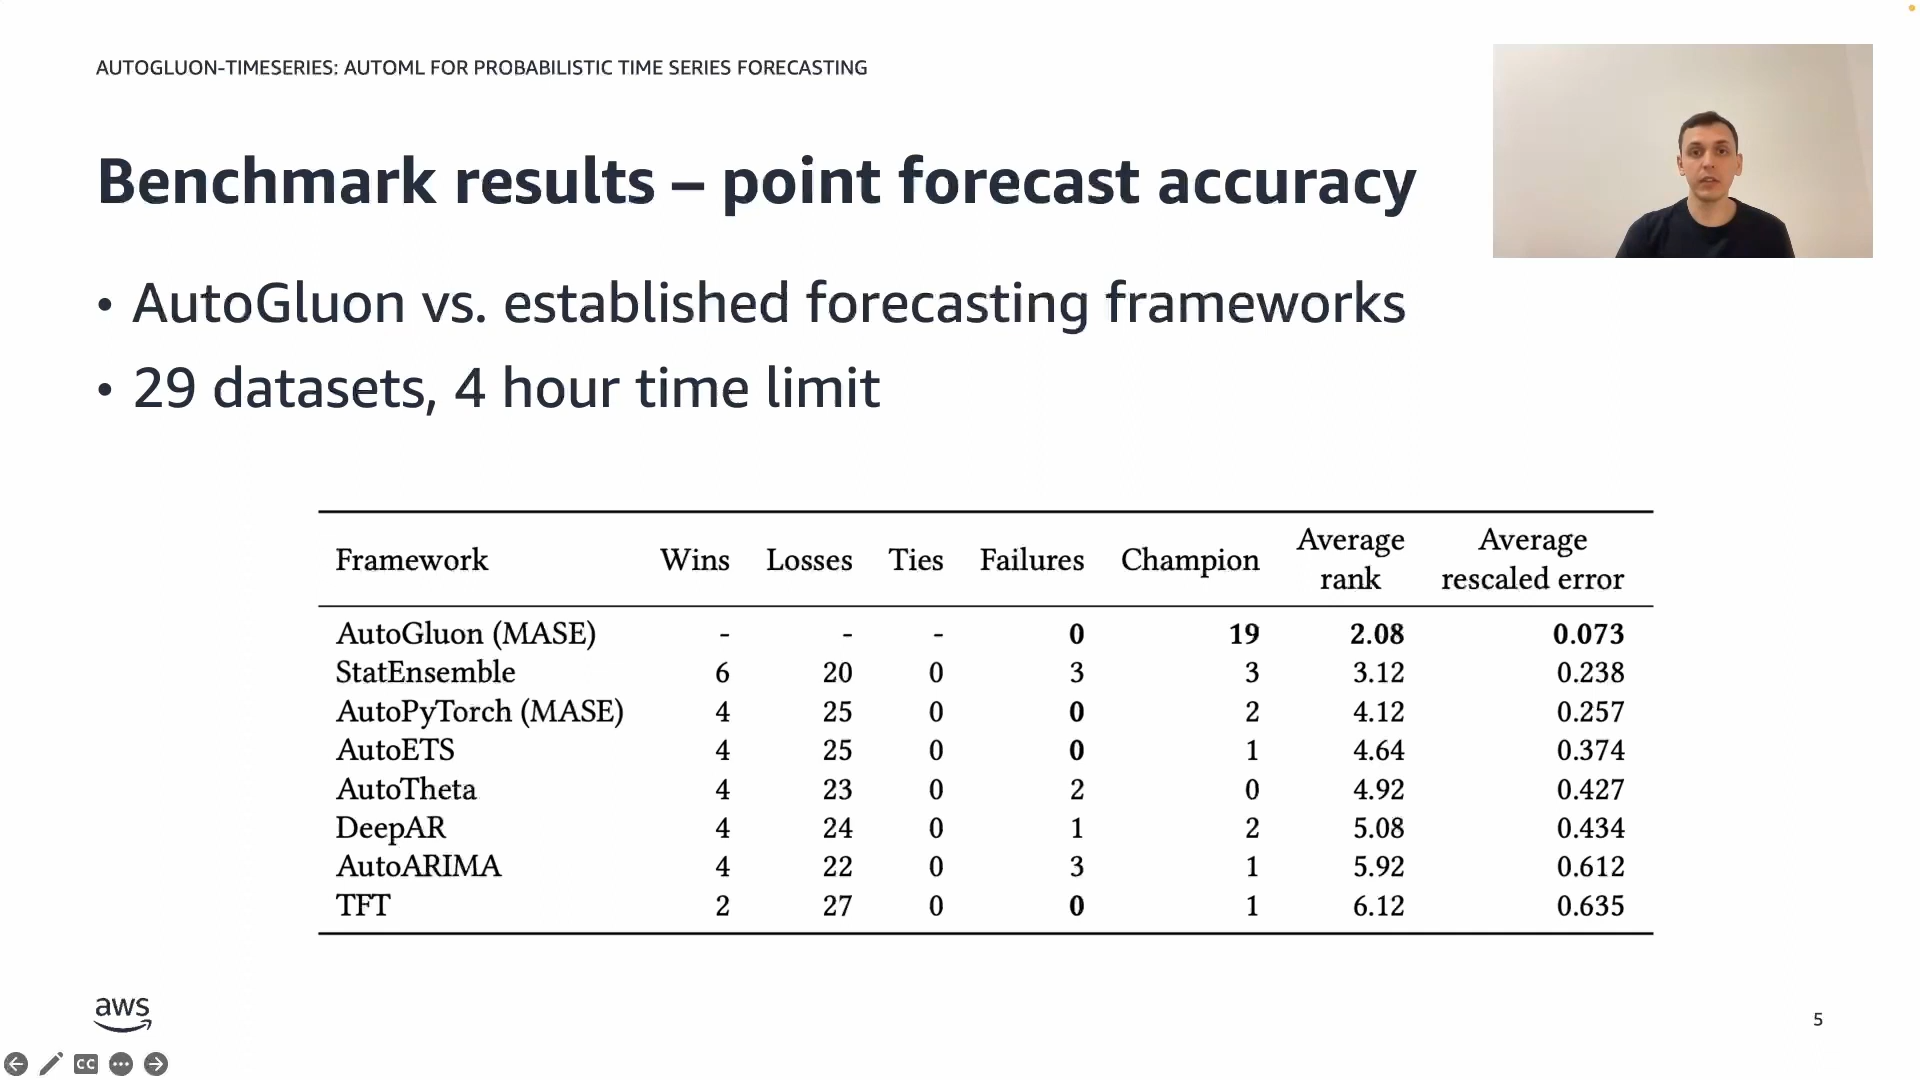 AUTOGLUON-TIMESERIES: AUTOML FOR PROBABILISTIC TIME SERIES FORECASTING
Benchmark results – point forecast accuracy
• AutoGluon vs. established forecasting frameworks
• 29 datasets, 4 hour time limit
Framework Wins Losses Ties Failures Champion Average rank Average rescaled error
AutoGluon (MASE) - - - 0 19 2.08 0.073
StatEnsemble 6 20 0 3 3 3.12 0.238
AutoPyTorch (MASE) 4 25 0 0 2 4.12 0.257
AutoETS 4 25 0 0 1 4.64 0.374
AutoTheta 4 23 0 2 0 4.92 0.427
DeepAR 4 24 0 1 2 5.08 0.434
AutoARIMA 4 22 0 3 1 5.92 0.612
TFT 2 27 0 0 1 6.12 0.635
aws
5
CC